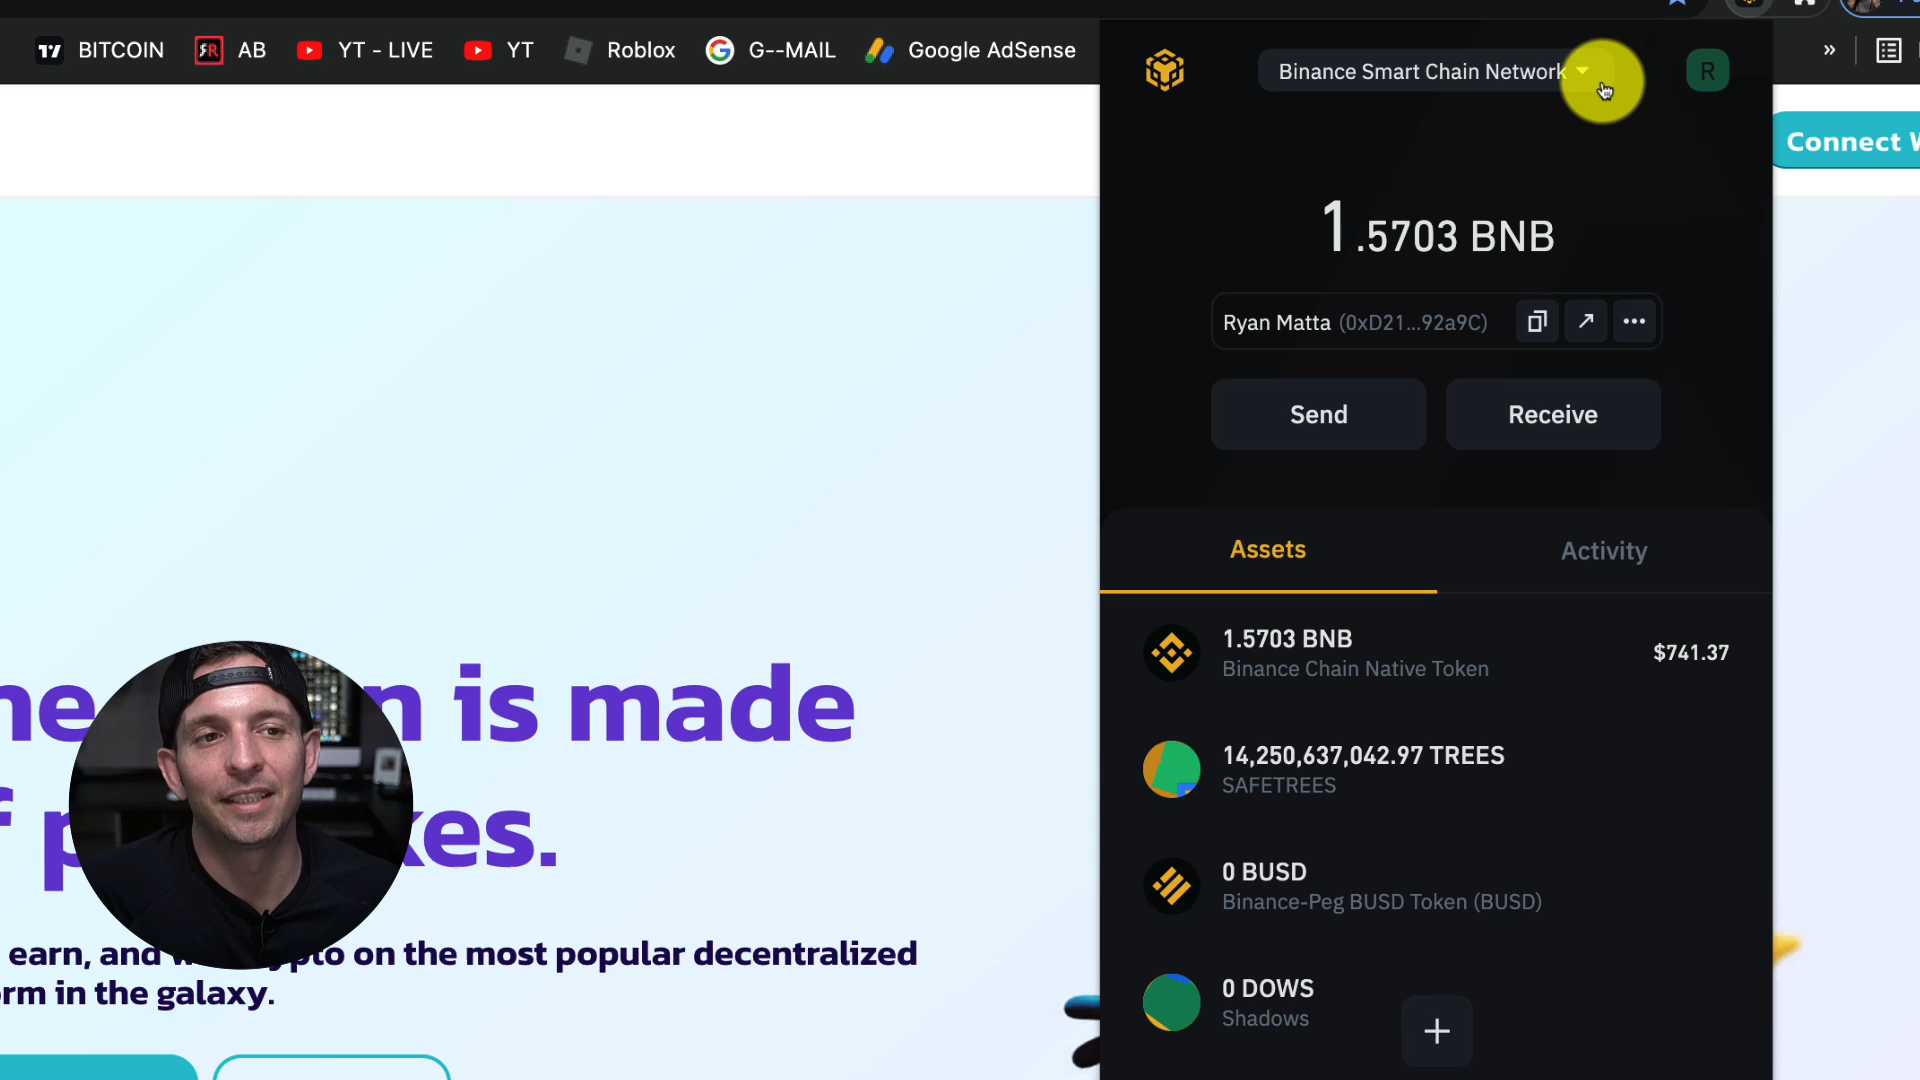 BITCOIN AB YT - LIVE YT Roblox G--MAIL Google AdSense
Binance Smart Chain Network
R
Connect W
1.5703 BNB
Ryan Matta (0xD21...92a9C)
Send Receive
Assets Activity
1.5703 BNB
Binance Chain Native Token
$741.37
14,250,637,042.97 TREES
SAFETREES
0 BUSD
Binance-Peg BUSD Token (BUSD)
0 DOWS
Shadows
n is made
kes.
earn, and on the most popular decentralized
rm in the galaxy.